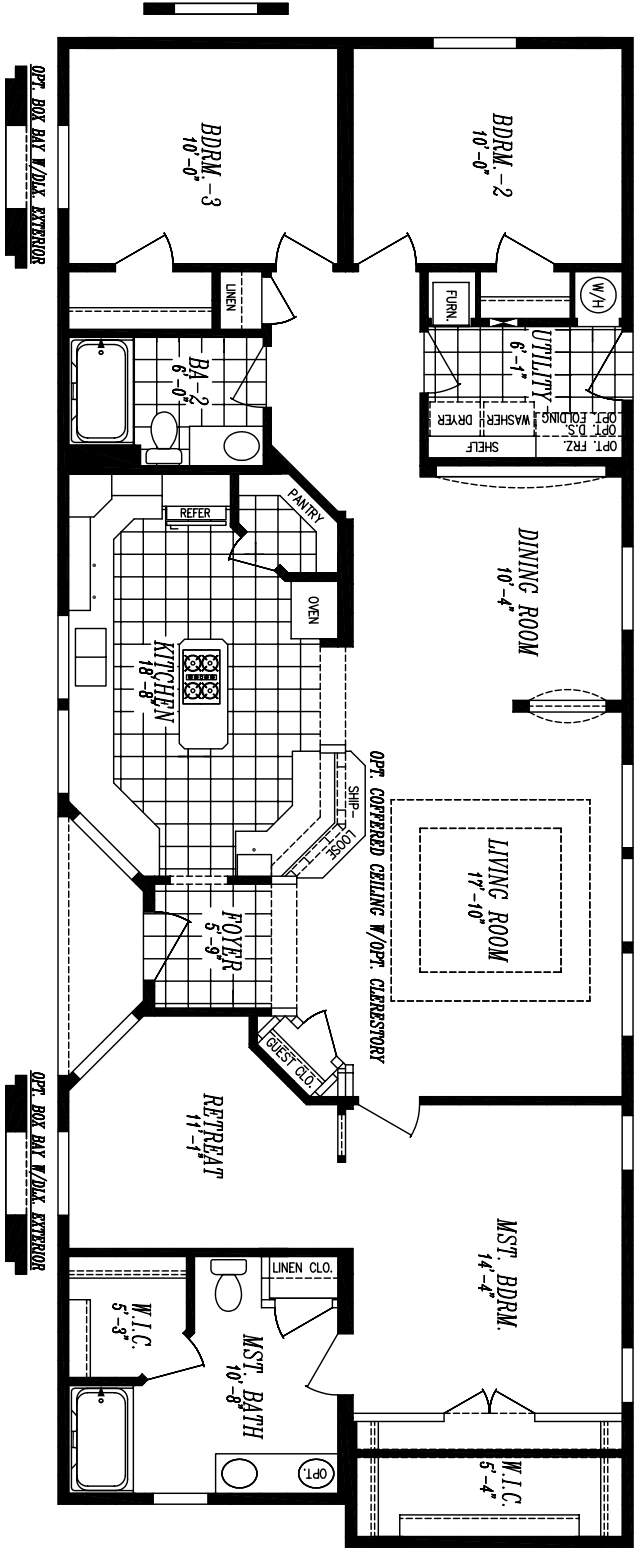 OPT. BOX BAY W/DLX. EXTERIOR
BDRM.-3
10'-0"
BDRM.-2
10'-0"
LINEN
FURN.
W/H
UTILITY
6'-1"
BA-2
6'-0"
DRYER
WASHER
OPT. FOLDING
OPT. D.S.
OPT. FRZ.
SHELF
PANTRY
REFER
OVEN
DINING ROOM
10'-4"
KITCHEN
18'-8"
SHIP-
LOOSE
OPT. COFFERED CEILING W/OPT. CLERESTORY
LIVING ROOM
17'-10"
FOYER
5'-9"
GUEST CLO.
OPT. BOX BAY W/DLX. EXTERIOR
RETREAT
11'-1"
MST. BDRM.
14'-4"
LINEN CLO.
W.I.C.
5'-3"
MST. BATH
10'-8"
OPT.
W.I.C.
5'-4"